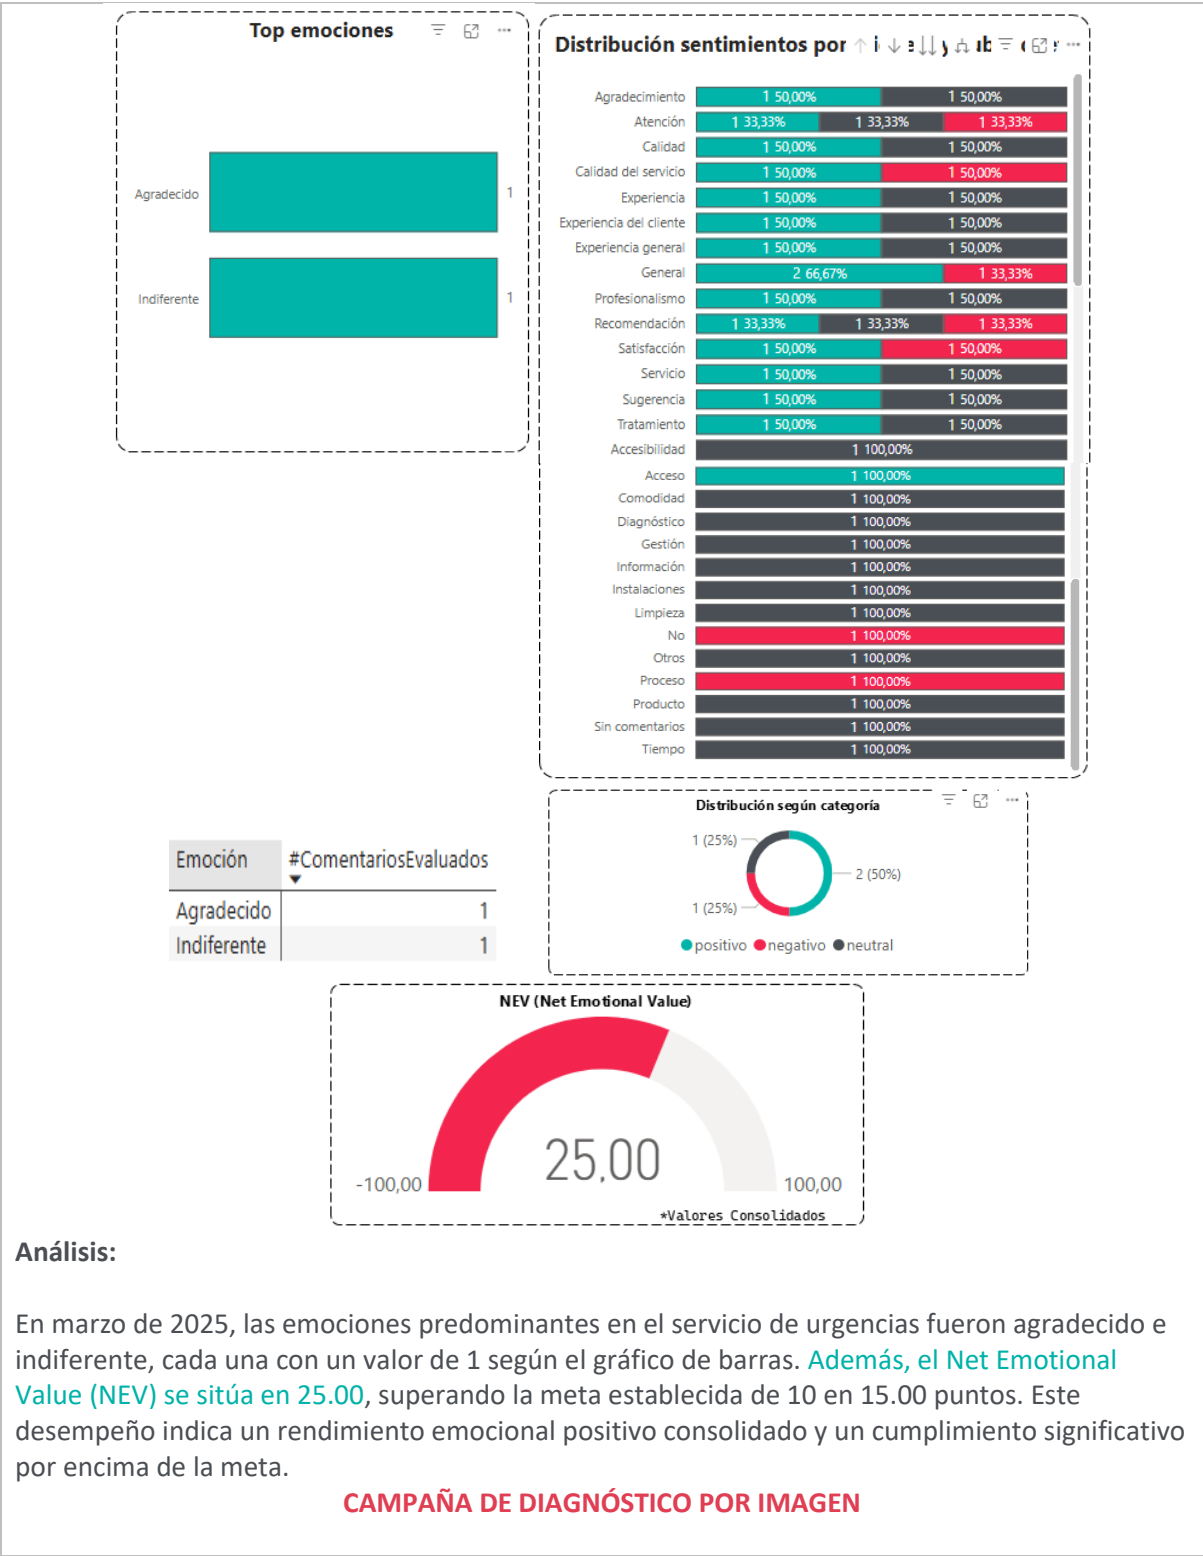 Top emociones
Agradecido 1
Indiferente 1
Distribución sentimientos por
Agradecimiento 1 50,00% 1 50,00%
Atención 1 33,33% 1 33,33% 1 33,33%
Calidad 1 50,00% 1 50,00%
Calidad del servicio 1 50,00% 1 50,00%
Experiencia 1 50,00% 1 50,00%
Experiencia del cliente 1 50,00% 1 50,00%
Experiencia general 1 50,00% 1 50,00%
General 2 66,67% 1 33,33%
Profesionalismo 1 50,00% 1 50,00%
Recomendación 1 33,33% 1 33,33% 1 33,33%
Satisfacción 1 50,00% 1 50,00%
Servicio 1 50,00% 1 50,00%
Sugerencia 1 50,00% 1 50,00%
Tratamiento 1 50,00% 1 50,00%
Accesibilidad 1 100,00%
Acceso 1 100,00%
Comodidad 1 100,00%
Diagnóstico 1 100,00%
Gestión 1 100,00%
Información 1 100,00%
Instalaciones 1 100,00%
Limpieza 1 100,00%
No 1 100,00%
Otros 1 100,00%
Proceso 1 100,00%
Producto 1 100,00%
Sin comentarios 1 100,00%
Tiempo 1 100,00%
Emoción #ComentariosEvaluados
Agradecido 1
Indiferente 1
Distribución según categoría
1 (25%)
2 (50%)
1 (25%)
positivo negativo neutral
NEV (Net Emotional Value)
25,00
-100,00 100,00
*Valores Consolidados
Análisis:
En marzo de 2025, las emociones predominantes en el servicio de urgencias fueron agradecido e
indiferente, cada una con un valor de 1 según el gráfico de barras. Además, el Net Emotional
Value (NEV) se sitúa en 25.00, superando la meta establecida de 10 en 15.00 puntos. Este
desempeño indica un rendimiento emocional positivo consolidado y un cumplimiento significativo
por encima de la meta.
CAMPAÑA DE DIAGNÓSTICO POR IMAGEN